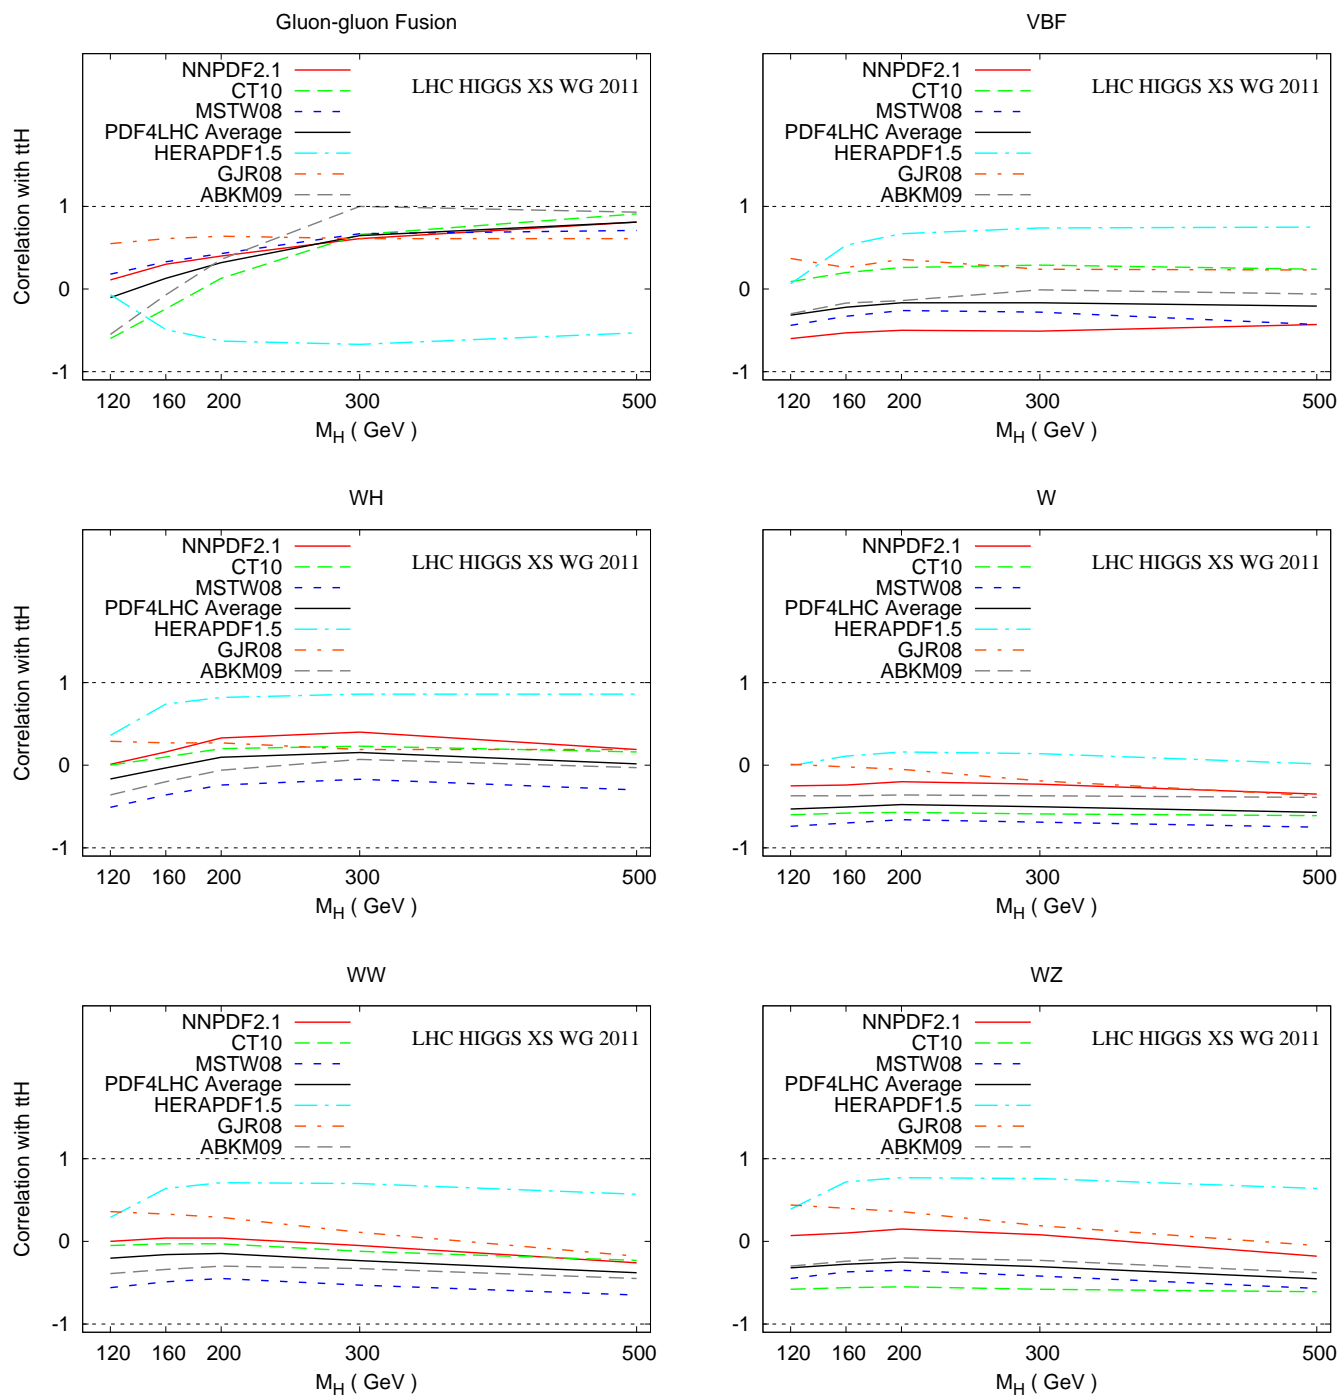 Gluon-gluon Fusion
NNPDF2.1
CT10
MSTW08
PDF4LHC Average
HERAPDF1.5
GJR08
ABKM09
LHC HIGGS XS WG 2011
Correlation with ttH
1
0
-1
120 160 200 300 500
M_H ( GeV )
VBF
NNPDF2.1
CT10
MSTW08
PDF4LHC Average
HERAPDF1.5
GJR08
ABKM09
LHC HIGGS XS WG 2011
1
0
-1
120 160 200 300 500
M_H ( GeV )
WH
NNPDF2.1
CT10
MSTW08
PDF4LHC Average
HERAPDF1.5
GJR08
ABKM09
LHC HIGGS XS WG 2011
Correlation with ttH
1
0
-1
120 160 200 300 500
M_H ( GeV )
W
NNPDF2.1
CT10
MSTW08
PDF4LHC Average
HERAPDF1.5
GJR08
ABKM09
LHC HIGGS XS WG 2011
1
0
-1
120 160 200 300 500
M_H ( GeV )
WW
NNPDF2.1
CT10
MSTW08
PDF4LHC Average
HERAPDF1.5
GJR08
ABKM09
LHC HIGGS XS WG 2011
Correlation with ttH
1
0
-1
120 160 200 300 500
M_H ( GeV )
WZ
NNPDF2.1
CT10
MSTW08
PDF4LHC Average
HERAPDF1.5
GJR08
ABKM09
LHC HIGGS XS WG 2011
1
0
-1
120 160 200 300 500
M_H ( GeV )